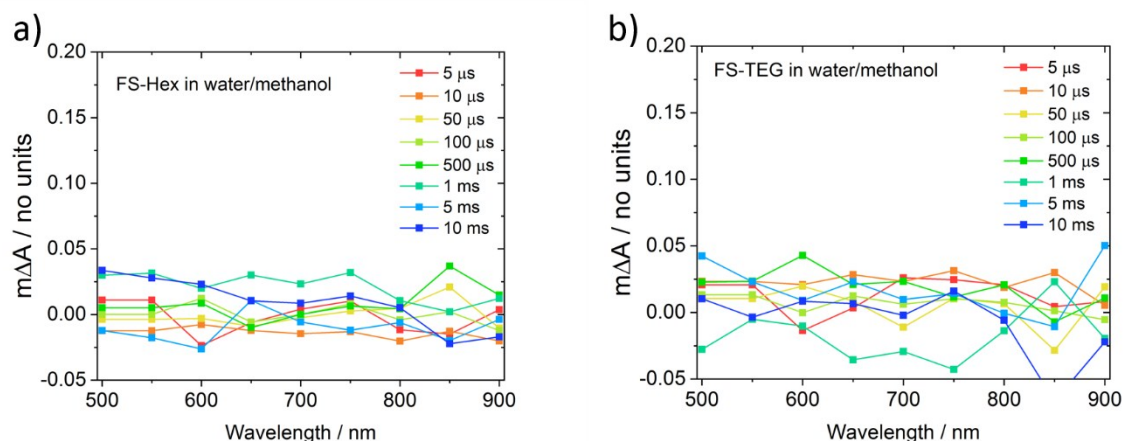 a)
FS-Hex in water/methanol
5 μs
10 μs
50 μs
100 μs
500 μs
1 ms
5 ms
10 ms
mΔA / no units
0.20
0.15
0.10
0.05
0.00
-0.05
500 600 700 800 900
Wavelength / nm
b)
FS-TEG in water/methanol
5 μs
10 μs
50 μs
100 μs
500 μs
1 ms
5 ms
10 ms
mΔA / no units
0.20
0.15
0.10
0.05
0.00
-0.05
500 600 700 800 900
Wavelength / nm